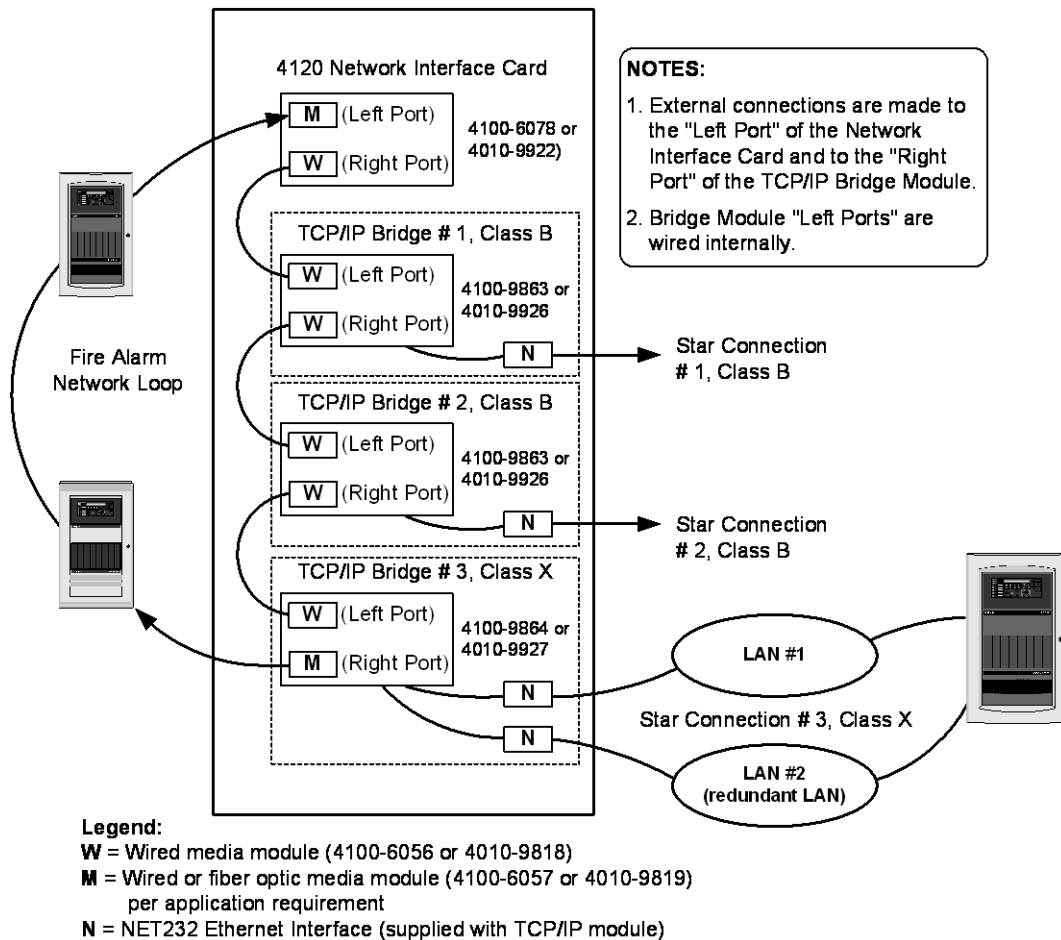 4120 Network Interface Card
M (Left Port)
W (Right Port)
4100-6078 or
4010-9922)
NOTES:
1. External connections are made to
the "Left Port" of the Network
Interface Card and to the "Right
Port" of the TCP/IP Bridge Module.
2. Bridge Module "Left Ports" are
wired internally.
Fire Alarm
Network Loop
TCP/IP Bridge # 1, Class B
W (Left Port)
W (Right Port)
4100-9863 or
4010-9926
N
Star Connection
# 1, Class B
TCP/IP Bridge # 2, Class B
W (Left Port)
W (Right Port)
4100-9863 or
4010-9926
N
Star Connection
# 2, Class B
TCP/IP Bridge # 3, Class X
W (Left Port)
M (Right Port)
4100-9864 or
4010-9927
N
N
LAN #1
Star Connection # 3, Class X
LAN #2
(redundant LAN)
Legend:
W = Wired media module (4100-6056 or 4010-9818)
M = Wired or fiber optic media module (4100-6057 or 4010-9819)
per application requirement
N = NET232 Ethernet Interface (supplied with TCP/IP module)